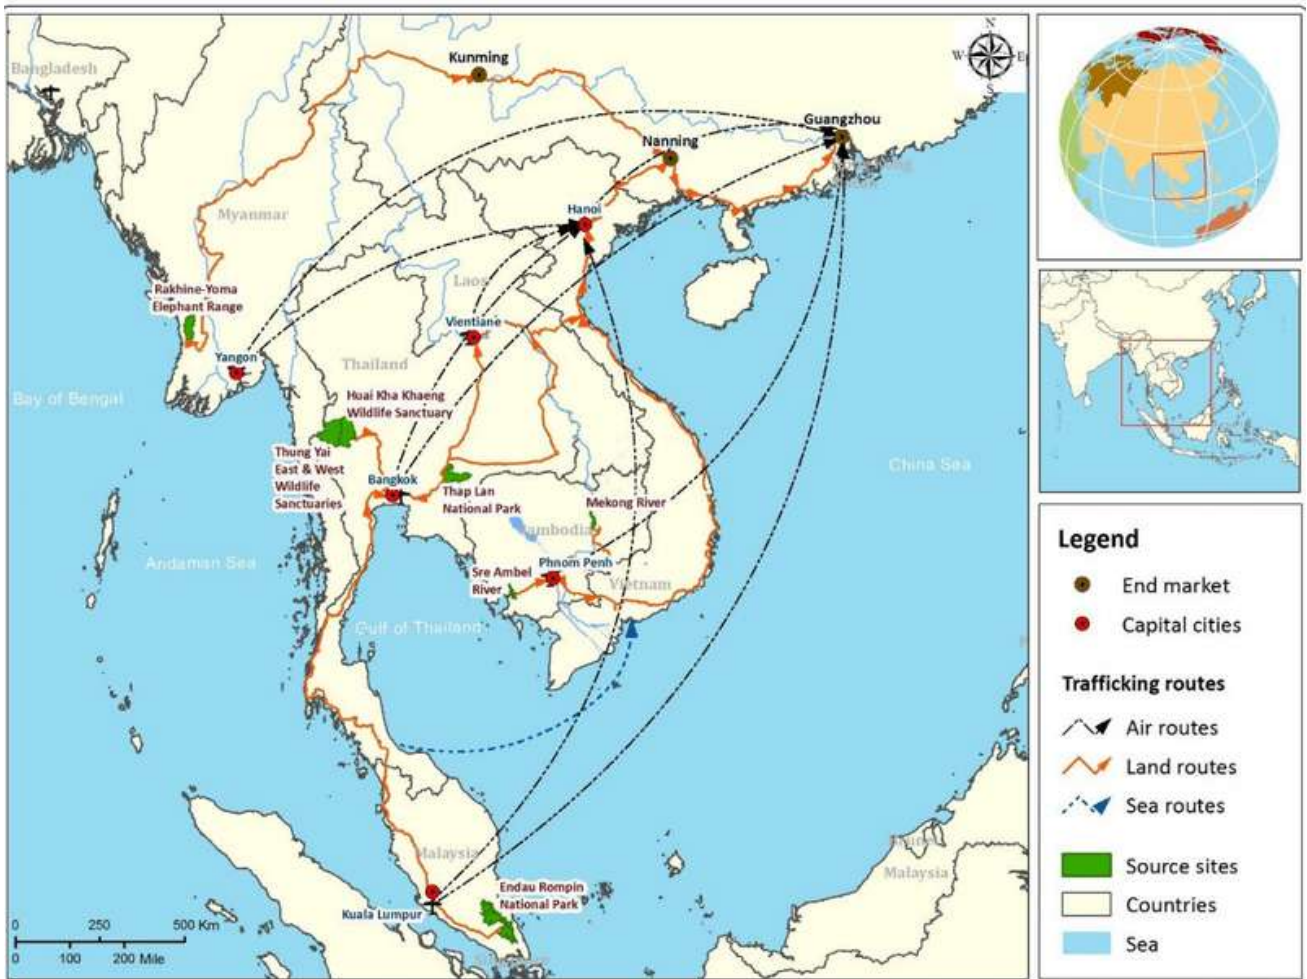 N
W
E
S
Bangladesh
Kunming
Guangzhou
Nanning
Myanmar
Hanoi
Laos
Rakhine-Yoma
Elephant Range
Vientiane
Yangon
Thailand
Bay of Bengal
Huai Kha Khaeng
Wildlife Sanctuary
Thung Yai
East & West
Wildlife
Sanctuaries
Bangkok
Thap Lan
National Park
China Sea
Mekong River
Cambodia
Andaman Sea
Phnom Penh
Sre Ambel
River
Vietnam
Gulf of Thailand
Malaysia
Kuala Lumpur
Endau Rompin
National Park
Malaysia
0 250 500 Km
0 100 200 Mile
Legend
End market
Capital cities
Trafficking routes
Air routes
Land routes
Sea routes
Source sites
Countries
Sea